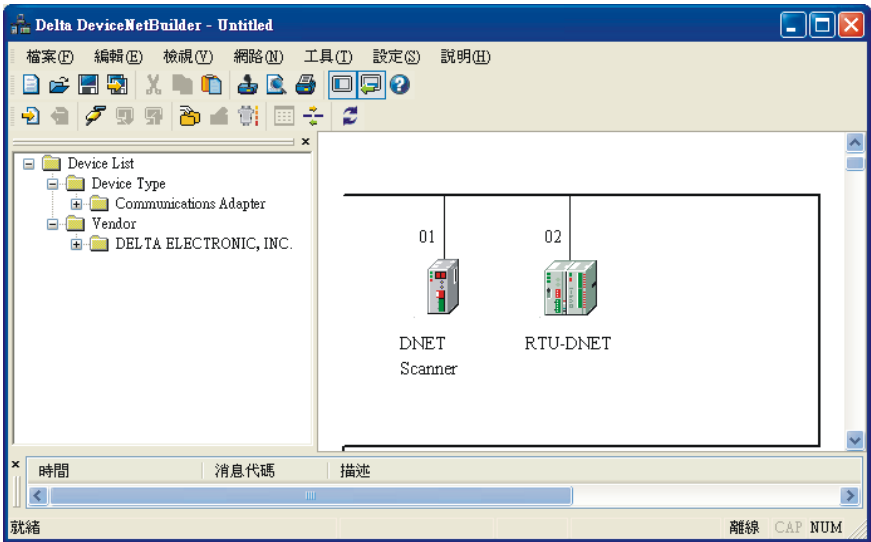 Delta DeviceNetBuilder - Untitled
檔案(F) 編輯(E) 檢視(V) 網路(N) 工具(T) 設定(S) 說明(H)
Device List
Device Type
Communications Adapter
Vendor
DELTA ELECTRONIC, INC.
01 02
DNET Scanner
RTU-DNET
時間 消息代碼 描述
就緒 離線 CAP NUM